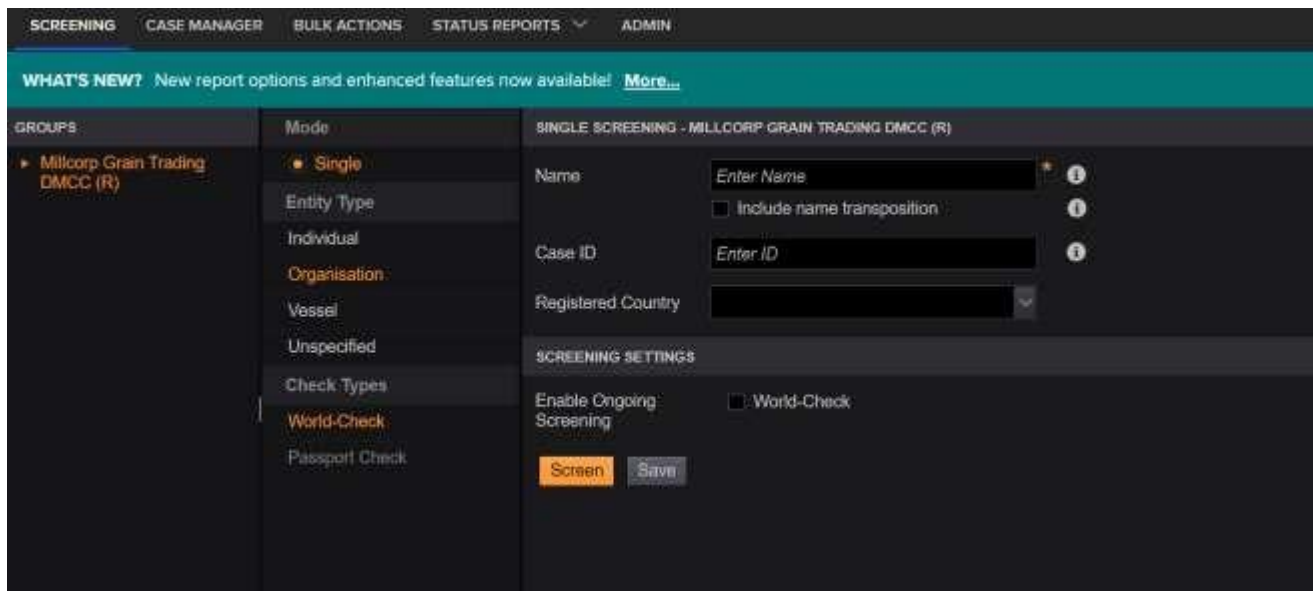 SCREENING CASE MANAGER BULK ACTIONS STATUS REPORTS ADMIN
WHAT'S NEW? New report options and enhanced features now available! More...
GROUPS
Millcorp Grain Trading
DMCC (R)
Mode
Single
Entity Type
Individual
Organisation
Vessel
Unspecified
Check Types
World-Check
Passport Check
SINGLE SCREENING - MILLCORP GRAIN TRADING DMCC (R)
Name Enter Name *
Include name transposition
Case ID Enter ID
Registered Country
SCREENING SETTINGS
Enable Ongoing World-Check
Screening
Screen Save